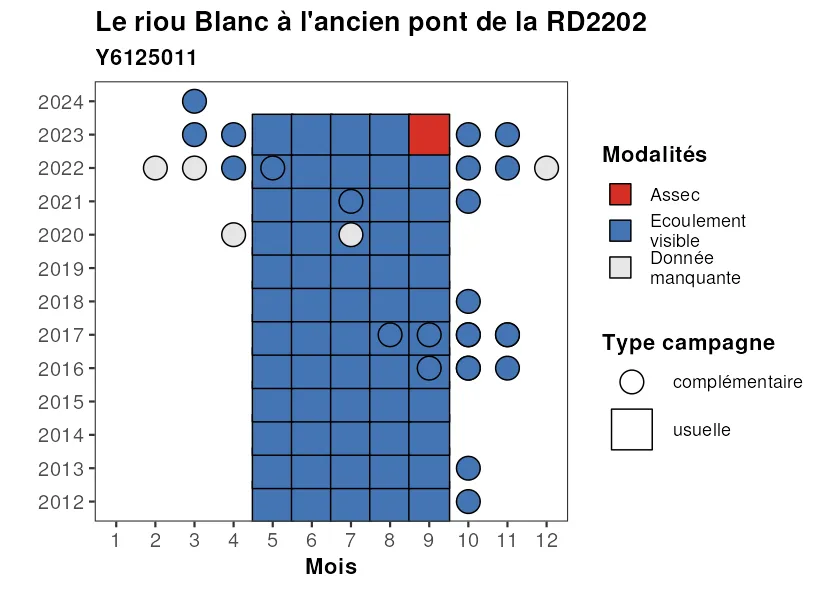 Le riou Blanc à l'ancien pont de la RD2202
Y6125011
2024
2023
2022
2021
2020
2019
2018
2017
2016
2015
2014
2013
2012
1 2 3 4 5 6 7 8 9 10 11 12
Mois
Modalités
Assec
Ecoulement
visible
Donnée
manquante
Type campagne
complémentaire
usuelle